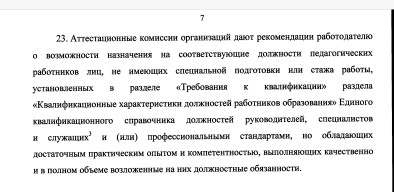 7
23. Аттестационные комиссии организаций дают рекомендации работодателю
о возможности назначения на соответствующие должности педагогических
работников лиц, не имеющих специальной подготовки или стажа работы,
установленных в разделе «Требования к квалификации» раздела
«Квалификационные характеристики должностей работников образования» Единого
квалификационного справочника должностей руководителей, специалистов
и служащих³ и (или) профессиональными стандартами, но обладающих
достаточным практическим опытом и компетентностью, выполняющих качественно
и в полном объеме возложенные на них должностные обязанности.